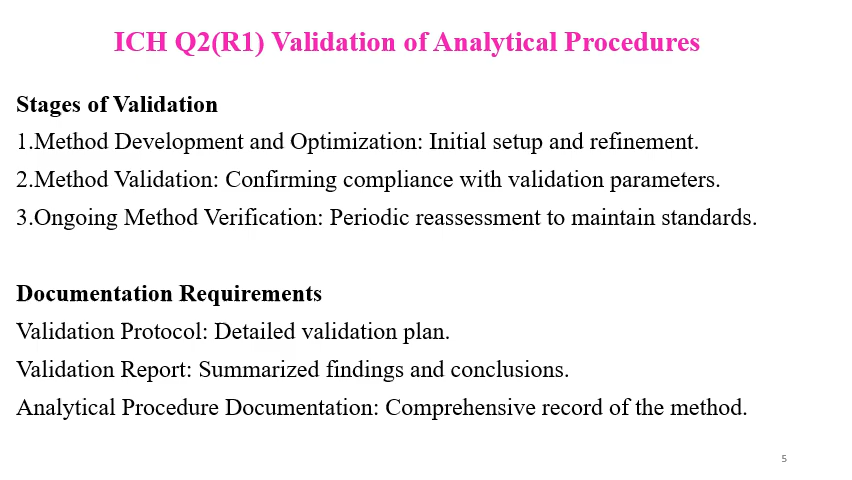 ICH Q2(R1) Validation of Analytical Procedures
Stages of Validation
1.Method Development and Optimization: Initial setup and refinement.
2.Method Validation: Confirming compliance with validation parameters.
3.Ongoing Method Verification: Periodic reassessment to maintain standards.
Documentation Requirements
Validation Protocol: Detailed validation plan.
Validation Report: Summarized findings and conclusions.
Analytical Procedure Documentation: Comprehensive record of the method.
5